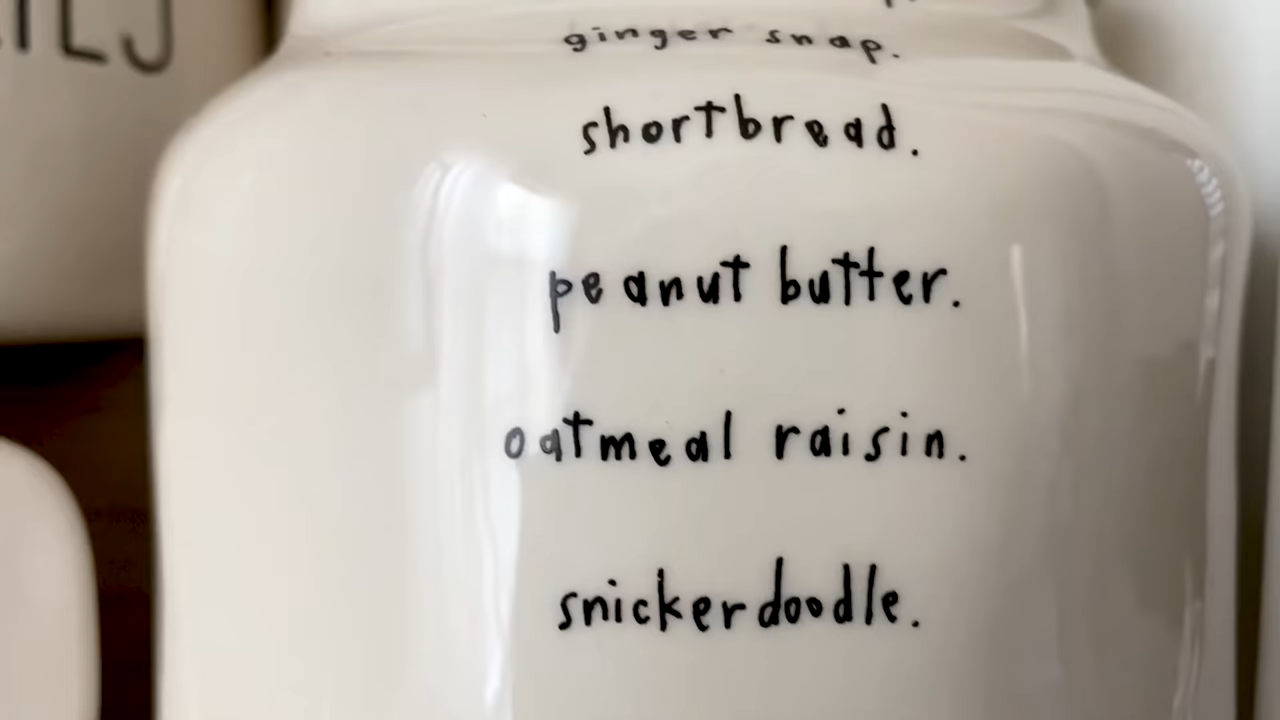 ginger snap.
shortbread.
peanut butter.
oatmeal raisin.
snickerdoodle.